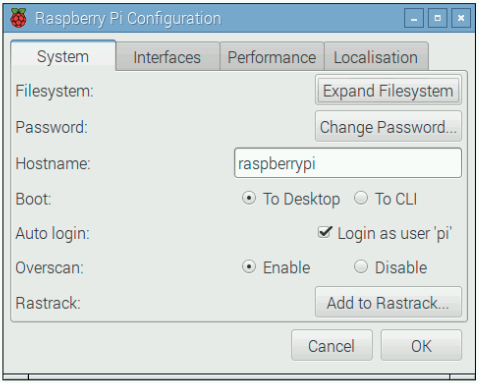 Raspberry Pi Configuration
System Interfaces Performance Localisation
Filesystem: Expand Filesystem
Password: Change Password...
Hostname: raspberrypi
Boot: To Desktop To CLI
Auto login: Login as user 'pi'
Overscan: Enable Disable
Rastrack: Add to Rastrack...
Cancel OK